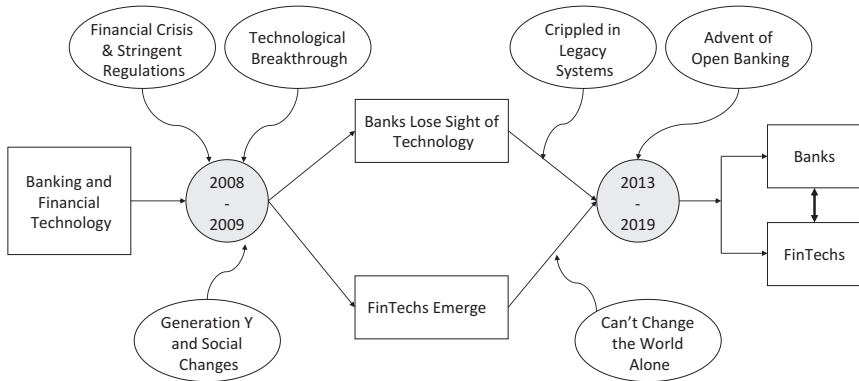 Financial Crisis
& Stringent
Regulations
Technological
Breakthrough
Crippled in
Legacy
Systems
Advent of
Open Banking
Banks Lose Sight of
Technology
Banking and
Financial
Technology
2008
-
2009
2013
-
2019
Banks
FinTechs
FinTechs Emerge
Generation Y
and Social
Changes
Can’t Change
the World
Alone